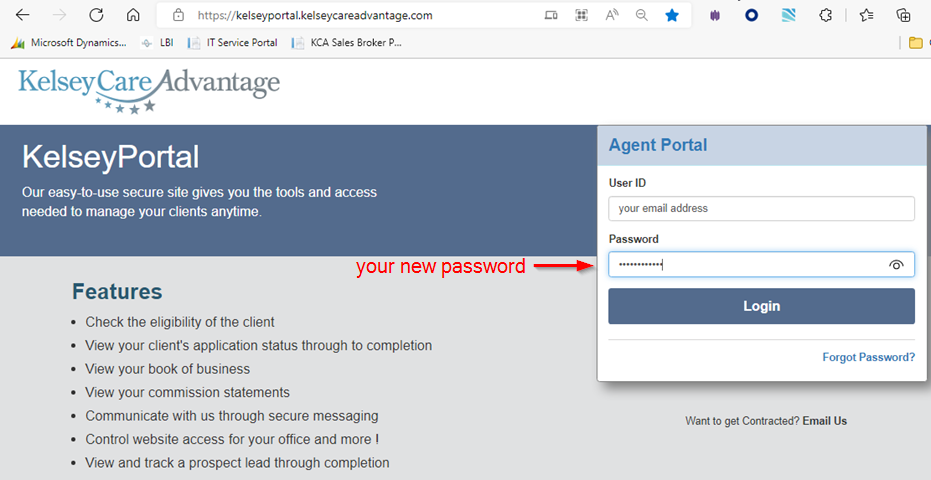 https://kelseyportal.kelseycareadvantage.com
Microsoft Dynamics...
LBI
IT Service Portal
KCA Sales Broker P...
KelseyCareAdvantage
KelseyPortal
Our easy-to-use secure site gives you the tools and access
needed to manage your clients anytime.
Agent Portal
User ID
your email address
Password
your new password
••••••••••••
Login
Forgot Password?
Features
• Check the eligibility of the client
• View your client's application status through to completion
• View your book of business
• View your commission statements
• Communicate with us through secure messaging
• Control website access for your office and more !
• View and track a prospect lead through completion
Want to get Contracted? Email Us